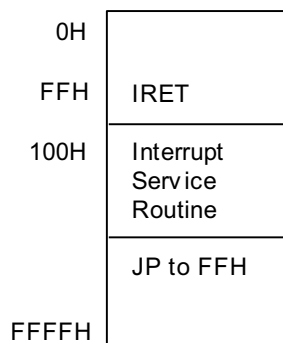 0H
FFH IRET
100H Interrupt
Service
Routine
JP to FFH
FFFFH